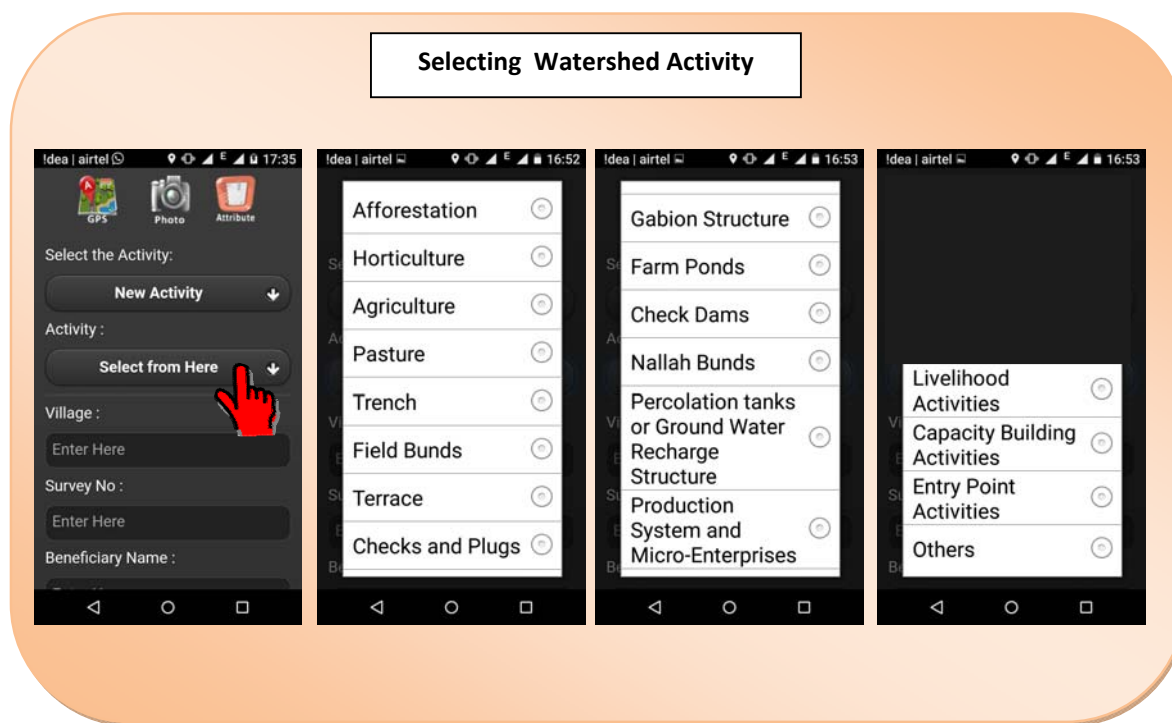 Selecting Watershed Activity
!dea | airtel E 17:35
GPS Photo Attribute
Select the Activity:
New Activity
Activity :
Select from Here
Village :
Enter Here
Survey No :
Enter Here
Beneficiary Name :
!dea | airtel E 16:52
Afforestation
Horticulture
Agriculture
Pasture
Trench
Field Bunds
Terrace
Checks and Plugs
!dea | airtel E 16:53
Gabion Structure
Farm Ponds
Check Dams
Nallah Bunds
Percolation tanks
or Ground Water
Recharge
Structure
Production
System and
Micro-Enterprises
!dea | airtel E 16:53
Livelihood
Activities
Capacity Building
Activities
Entry Point
Activities
Others